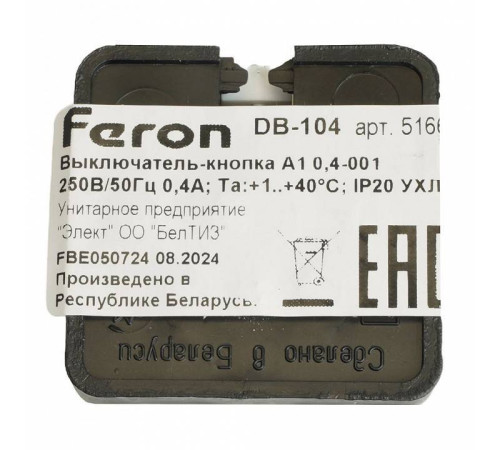 feron DB-104 арт. 5166
Выключатель-кнопка А1 0,4-001
250В/50Гц 0,4А; Та:+1..+40°С; IP20 УХЛ
Унитарное предприятие
"Элект" ОО "БелТИЗ"
FBE050724 08.2024
Произведено в
Республике Беларусь.
EAC
Сделано в Беларуси